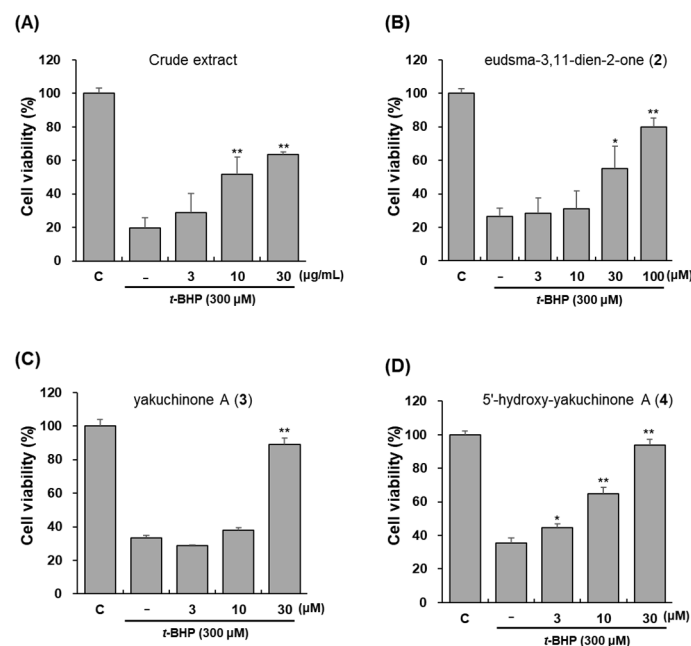 (A)
Crude extract
Cell viability (%)
120
100
80
60
40
20
0
**
**
C – 3 10 30 (µg/mL)
t-BHP (300 µM)
(B)
eudsma-3,11-dien-2-one (2)
Cell viability (%)
120
100
80
60
40
20
0
*
**
C – 3 10 30 100 (µM)
t-BHP (300 µM)
(C)
yakuchinone A (3)
Cell viability (%)
120
100
80
60
40
20
0
**
C – 3 10 30 (µM)
t-BHP (300 µM)
(D)
5'-hydroxy-yakuchinone A (4)
Cell viability (%)
120
100
80
60
40
20
0
*
**
**
C – 3 10 30 (µM)
t-BHP (300 µM)